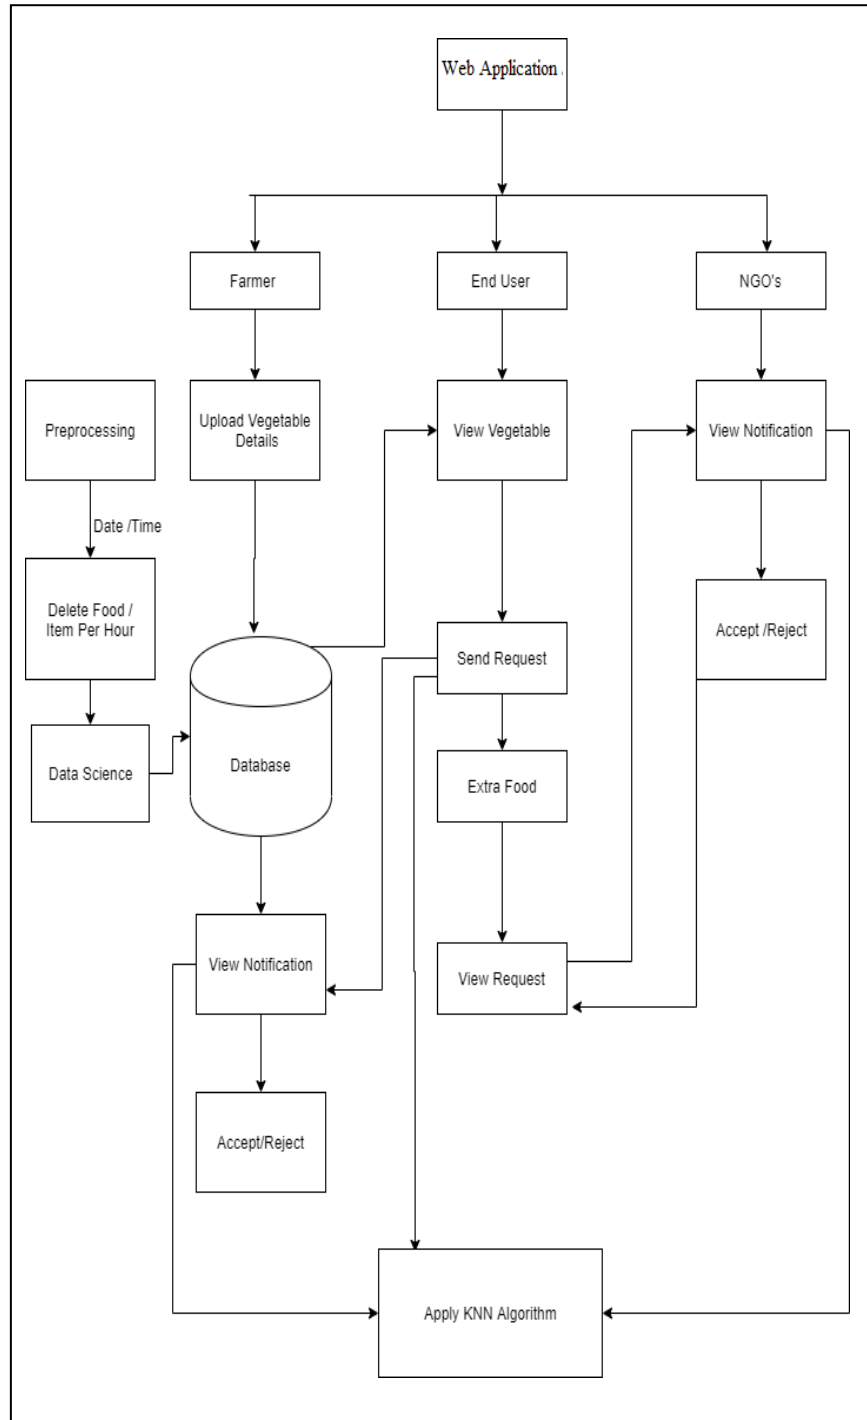 Web Application
Farmer
End User
NGO's
Preprocessing
Upload Vegetable
Details
View Vegetable
View Notification
Date /Time
Delete Food /
Item Per Hour
Accept /Reject
Send Request
Data Science
Database
Extra Food
View Notification
View Request
Accept/Reject
Apply KNN Algorithm